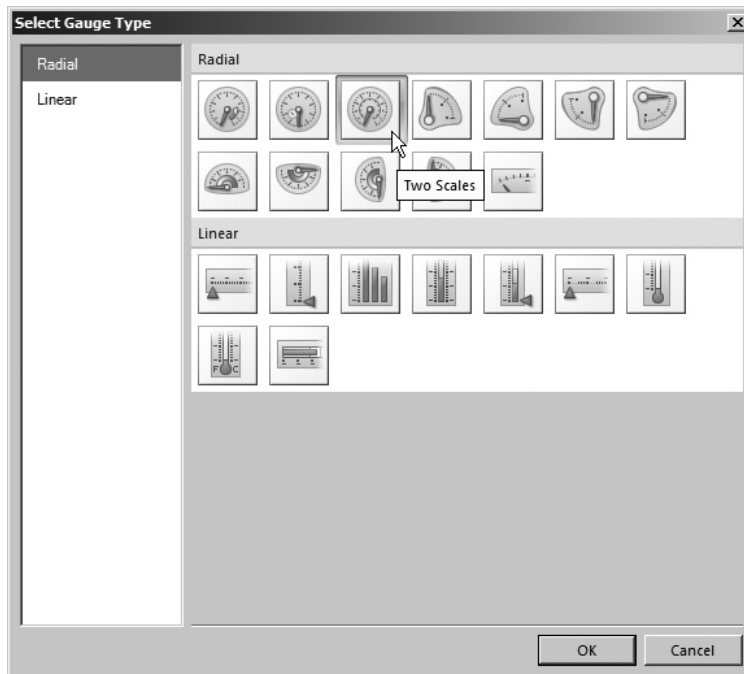 Select Gauge Type
Radial
Linear
Radial
Two Scales
Linear
F C
OK
Cancel